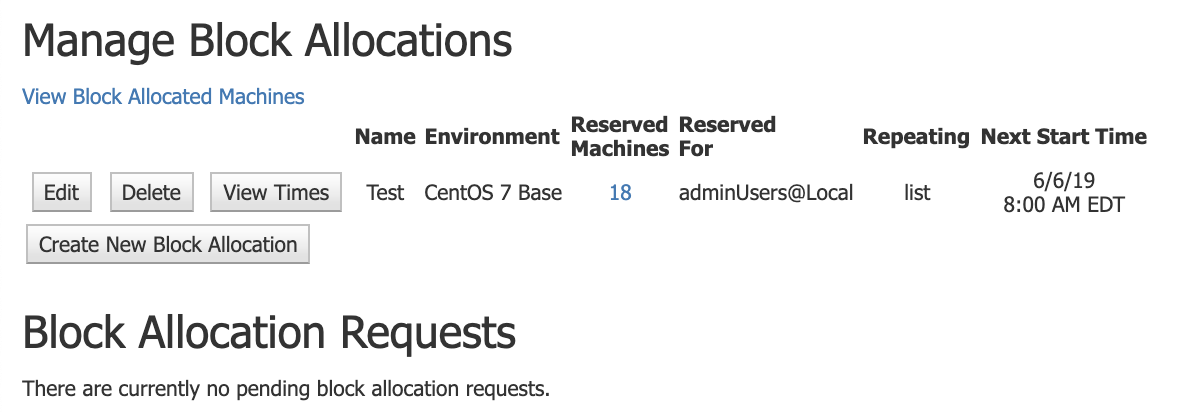 Manage Block Allocations
View Block Allocated Machines
Name Environment Reserved Machines Reserved For Repeating Next Start Time
Edit Delete View Times Test CentOS 7 Base 18 adminUsers@Local list 6/6/19 8:00 AM EDT
Create New Block Allocation
Block Allocation Requests
There are currently no pending block allocation requests.